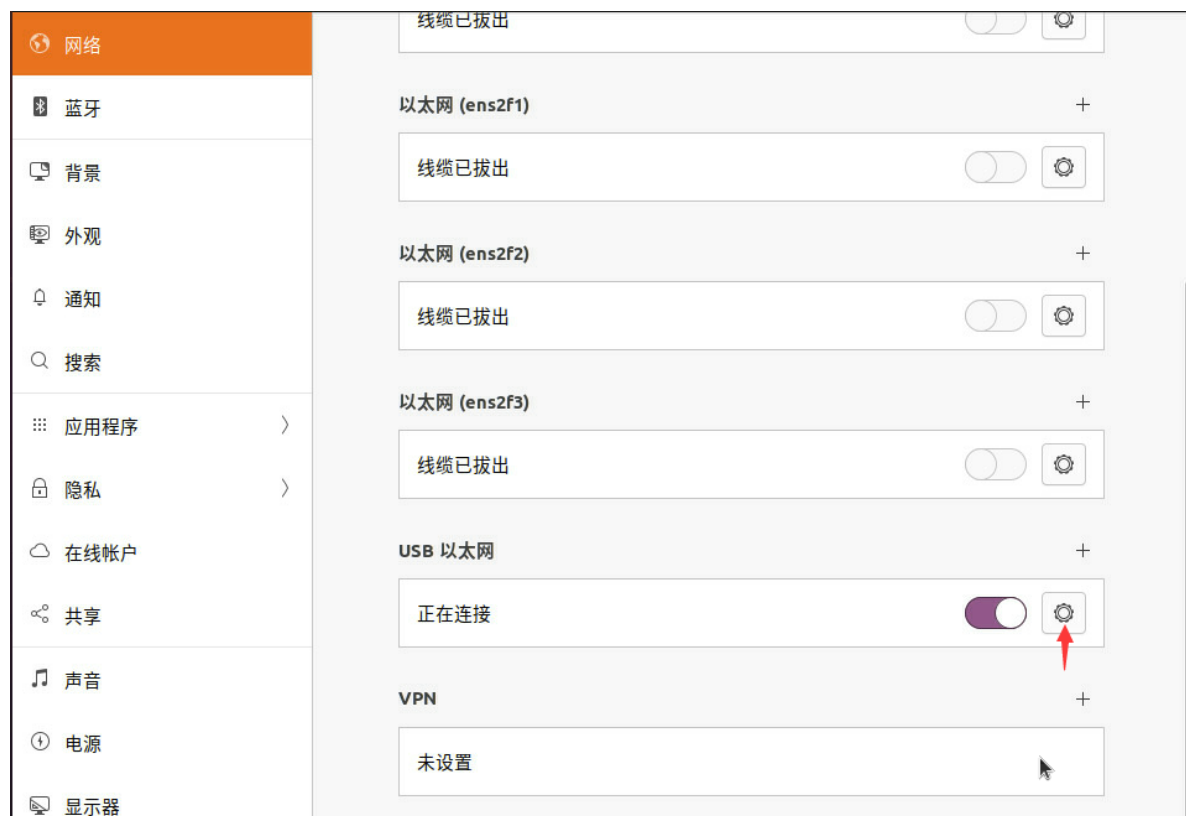 网络
蓝牙
背景
外观
通知
搜索
应用程序
隐私
在线帐户
共享
声音
电源
显示器
线缆已拔出
以太网 (ens2f1)
线缆已拔出
以太网 (ens2f2)
线缆已拔出
以太网 (ens2f3)
线缆已拔出
USB 以太网
正在连接
VPN
未设置